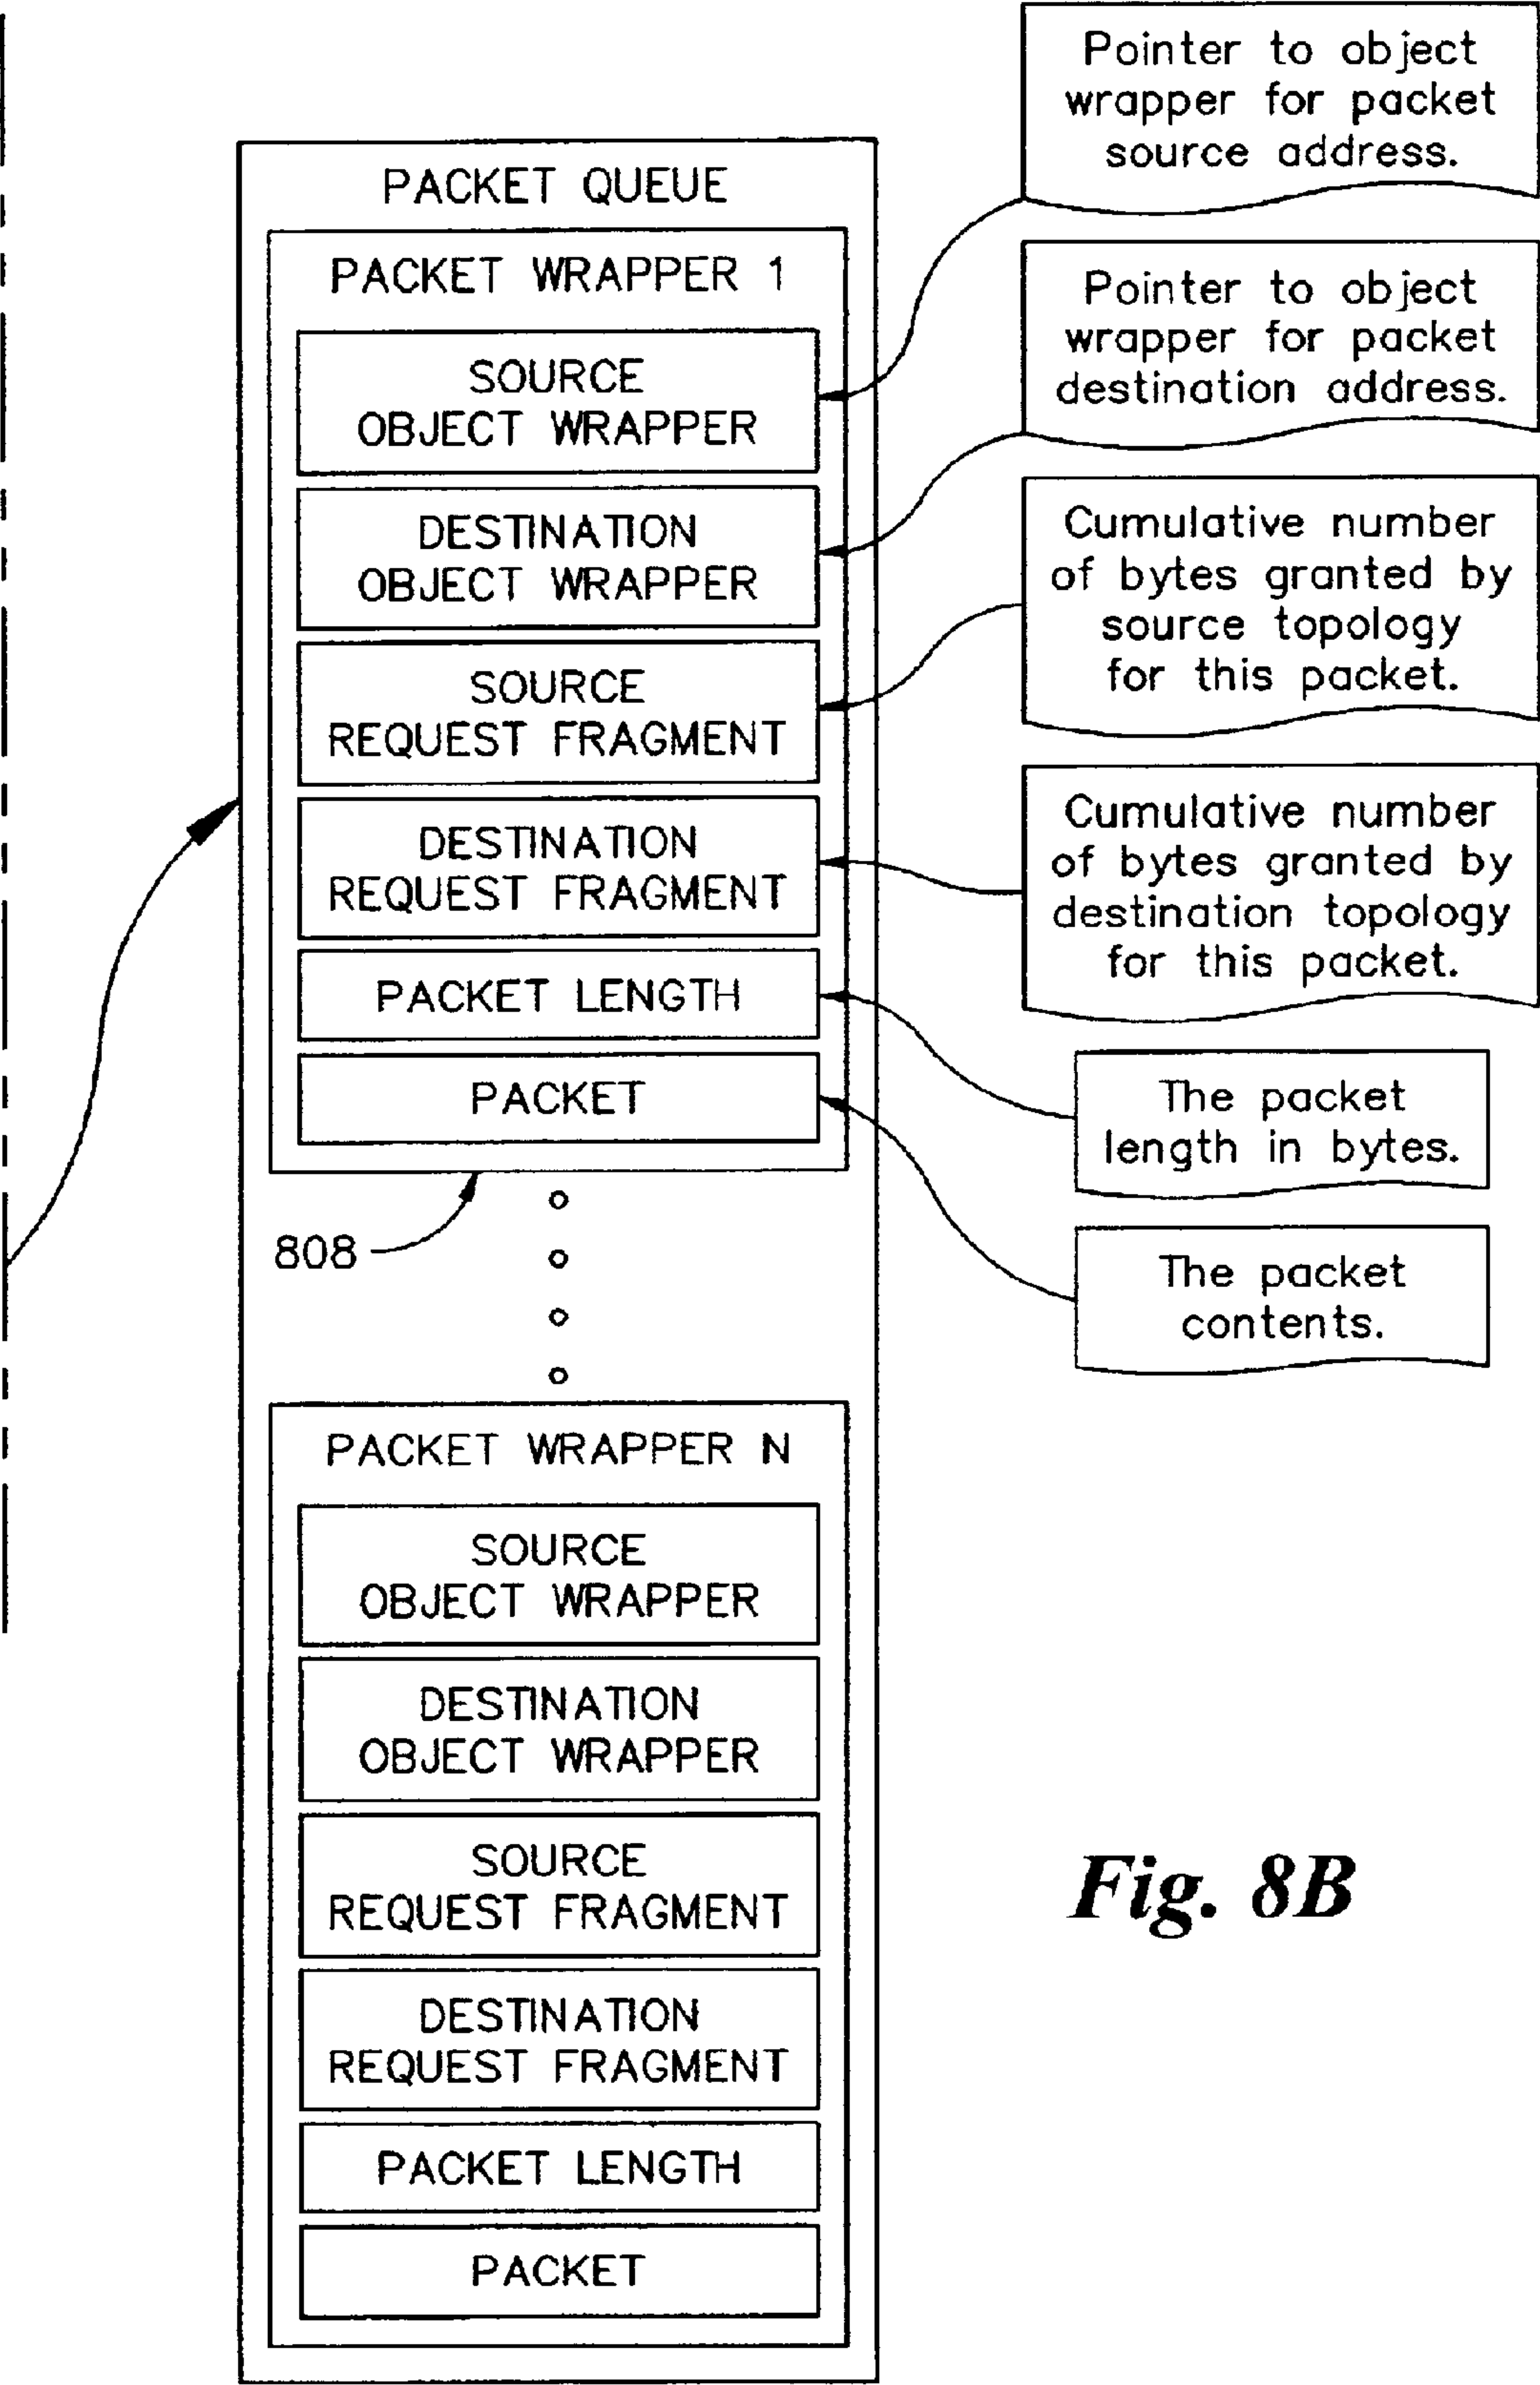 PACKET QUEUE
PACKET WRAPPER 1
SOURCE
OBJECT WRAPPER
DESTINATION
OBJECT WRAPPER
SOURCE
REQUEST FRAGMENT
DESTINATION
REQUEST FRAGMENT
PACKET LENGTH
PACKET
808
PACKET WRAPPER N
SOURCE
OBJECT WRAPPER
DESTINATION
OBJECT WRAPPER
SOURCE
REQUEST FRAGMENT
DESTINATION
REQUEST FRAGMENT
PACKET LENGTH
PACKET
Pointer to object
wrapper for packet
source address.
Pointer to object
wrapper for packet
destination address.
Cumulative number
of bytes granted by
source topology
for this packet.
Cumulative number
of bytes granted by
destination topology
for this packet.
The packet
length in bytes.
The packet
contents.
Fig. 8B